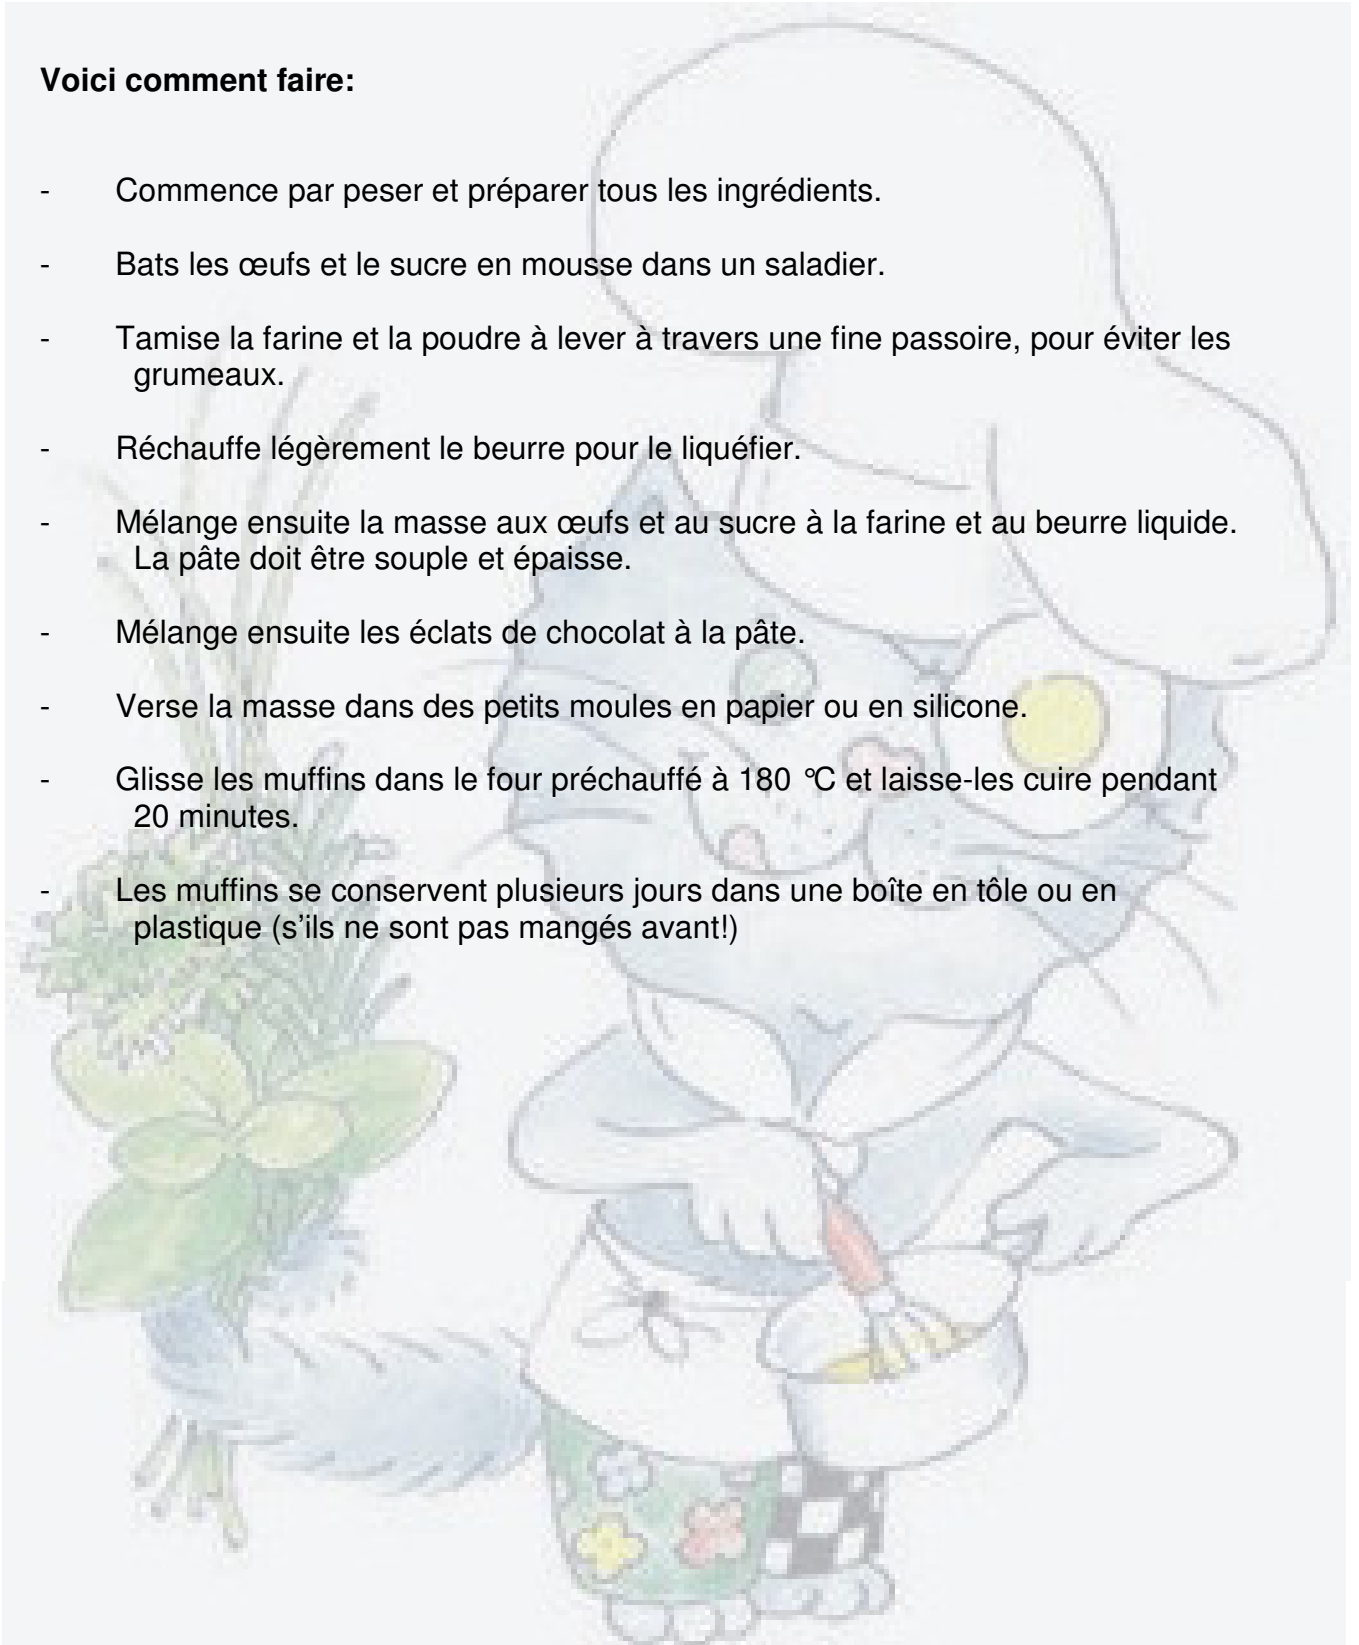 Voici comment faire:
- Commence par peser et préparer tous les ingrédients.
- Bats les œufs et le sucre en mousse dans un saladier.
- Tamise la farine et la poudre à lever à travers une fine passoire, pour éviter les
grumeaux.
- Réchauffe légèrement le beurre pour le liquéfier.
- Mélange ensuite la masse aux œufs et au sucre à la farine et au beurre liquide.
La pâte doit être souple et épaisse.
- Mélange ensuite les éclats de chocolat à la pâte.
- Verse la masse dans des petits moules en papier ou en silicone.
- Glisse les muffins dans le four préchauffé à 180 °C et laisse-les cuire pendant
20 minutes.
- Les muffins se conservent plusieurs jours dans une boîte en tôle ou en
plastique (s'ils ne sont pas mangés avant!)